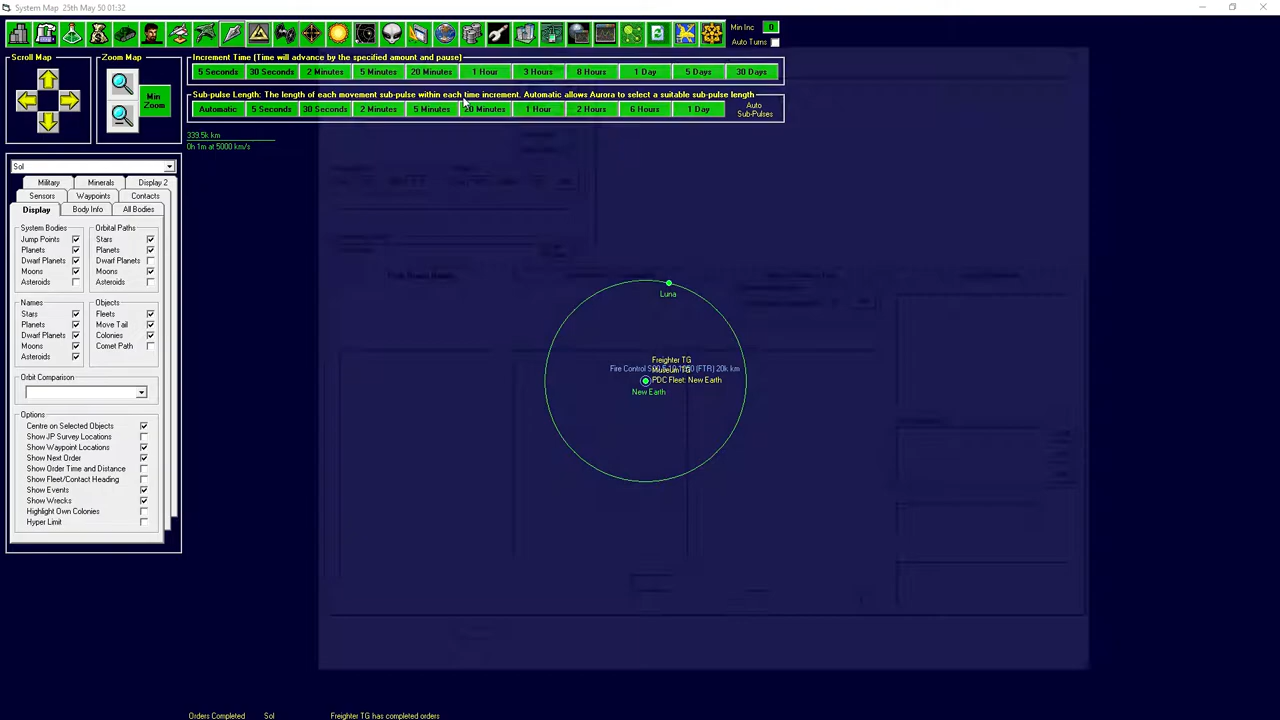 System Map   25th May 50 01:32
Min Inc 0
Auto Turns
Scroll Map
Zoom Map
Min Zoom
Increment Time (Time will advance by the specified amount and pause)
5 Seconds 30 Seconds 2 Minutes 5 Minutes 20 Minutes 1 Hour 3 Hours 8 Hours 1 Day 5 Days 30 Days
Sub-pulse Length: The length of each movement sub-pulse within each time increment. Automatic allows Aurora to select a suitable sub-pulse length
Automatic 5 Seconds 30 Seconds 2 Minutes 5 Minutes 20 Minutes 1 Hour 2 Hours 6 Hours 1 Day
Auto Sub-Pulses
339.5k km
0h 1m at 5000 km/s
Sol
Military Minerals Display 2
Sensors Waypoints Contacts
Display Body Info All Bodies
System Bodies
Jump Points
Planets
Dwarf Planets
Moons
Asteroids
Orbital Paths
Stars
Planets
Dwarf Planets
Moons
Asteroids
Names
Stars
Planets
Dwarf Planets
Moons
Asteroids
Objects
Fleets
Move Tail
Colonies
Comet Path
Orbit Comparison
Options
Centre on Selected Objects
Show JP Survey Locations
Show Waypoint Locations
Show Next Order
Show Order Time and Distance
Show Fleet/Contact Heading
Show Events
Show Wrecks
Highlight Own Colonies
Hyper Limit
Luna
Freighter TG
PDC Fleet: New Earth
New Earth
Orders Completed Sol Freighter TG has completed orders